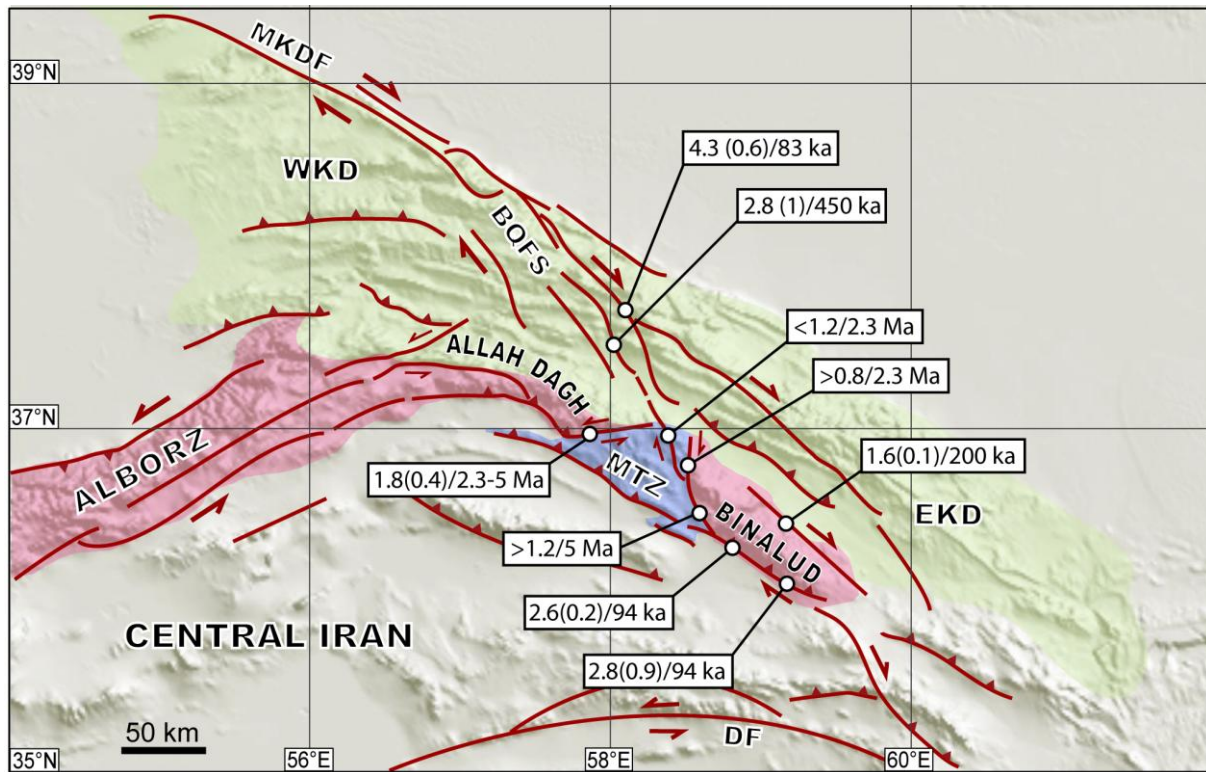 MKDF
39°N
4.3 (0.6)/83 ka
WKD
2.8 (1)/450 ka
BQFS
<1.2/2.3 Ma
ALLAH DAGH
>0.8/2.3 Ma
37°N
ALBORZ
1.8(0.4)/2.3-5 Ma
MTZ
1.6(0.1)/200 ka
BINALUD
EKD
>1.2/5 Ma
2.6(0.2)/94 ka
CENTRAL IRAN
2.8(0.9)/94 ka
50 km
DF
35°N
56°E
58°E
60°E